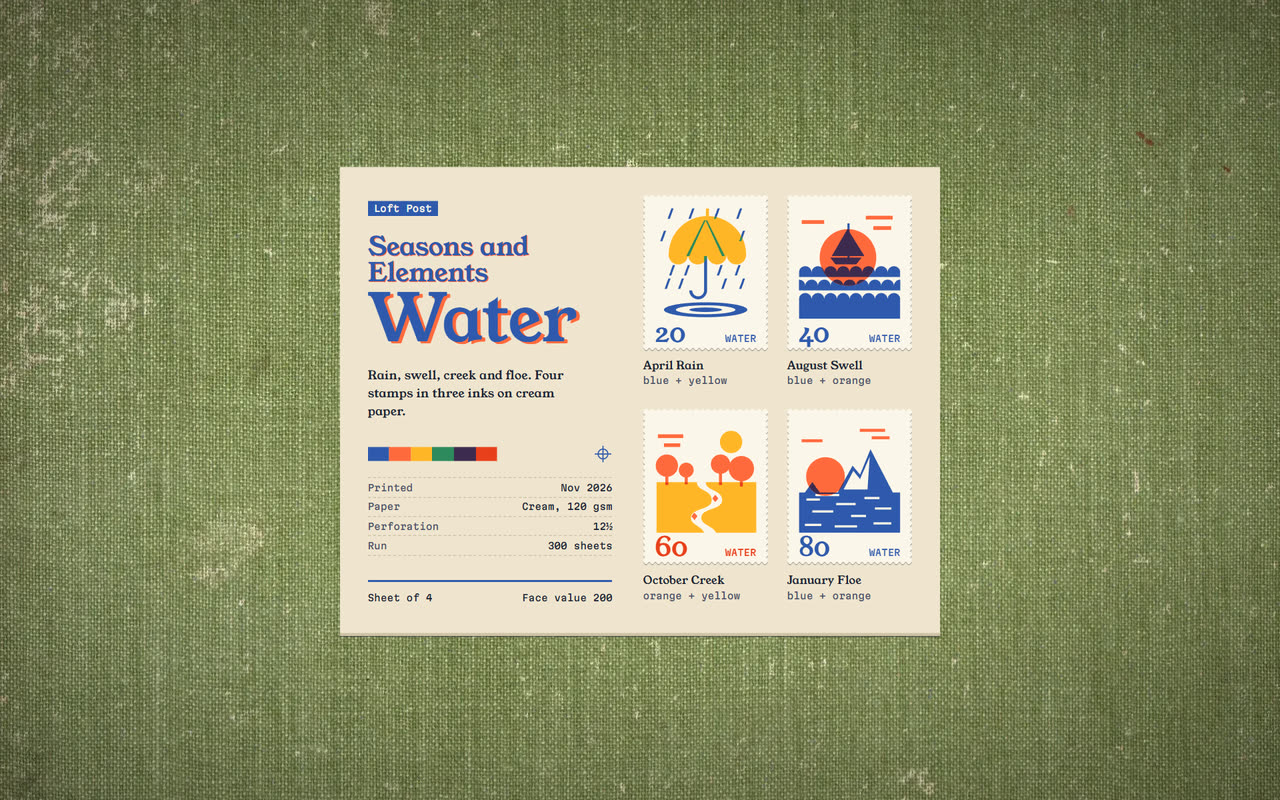 Loft Post
Seasons and
Elements
Water
Rain, swell, creek and floe. Four
stamps in three inks on cream
paper.
Printed Nov 2026
Paper Cream, 120 gsm
Perforation 12½
Run 300 sheets
Sheet of 4 Face value 200
20 WATER
April Rain
blue + yellow
40 WATER
August Swell
blue + orange
60 WATER
October Creek
orange + yellow
80 WATER
January Floe
blue + orange